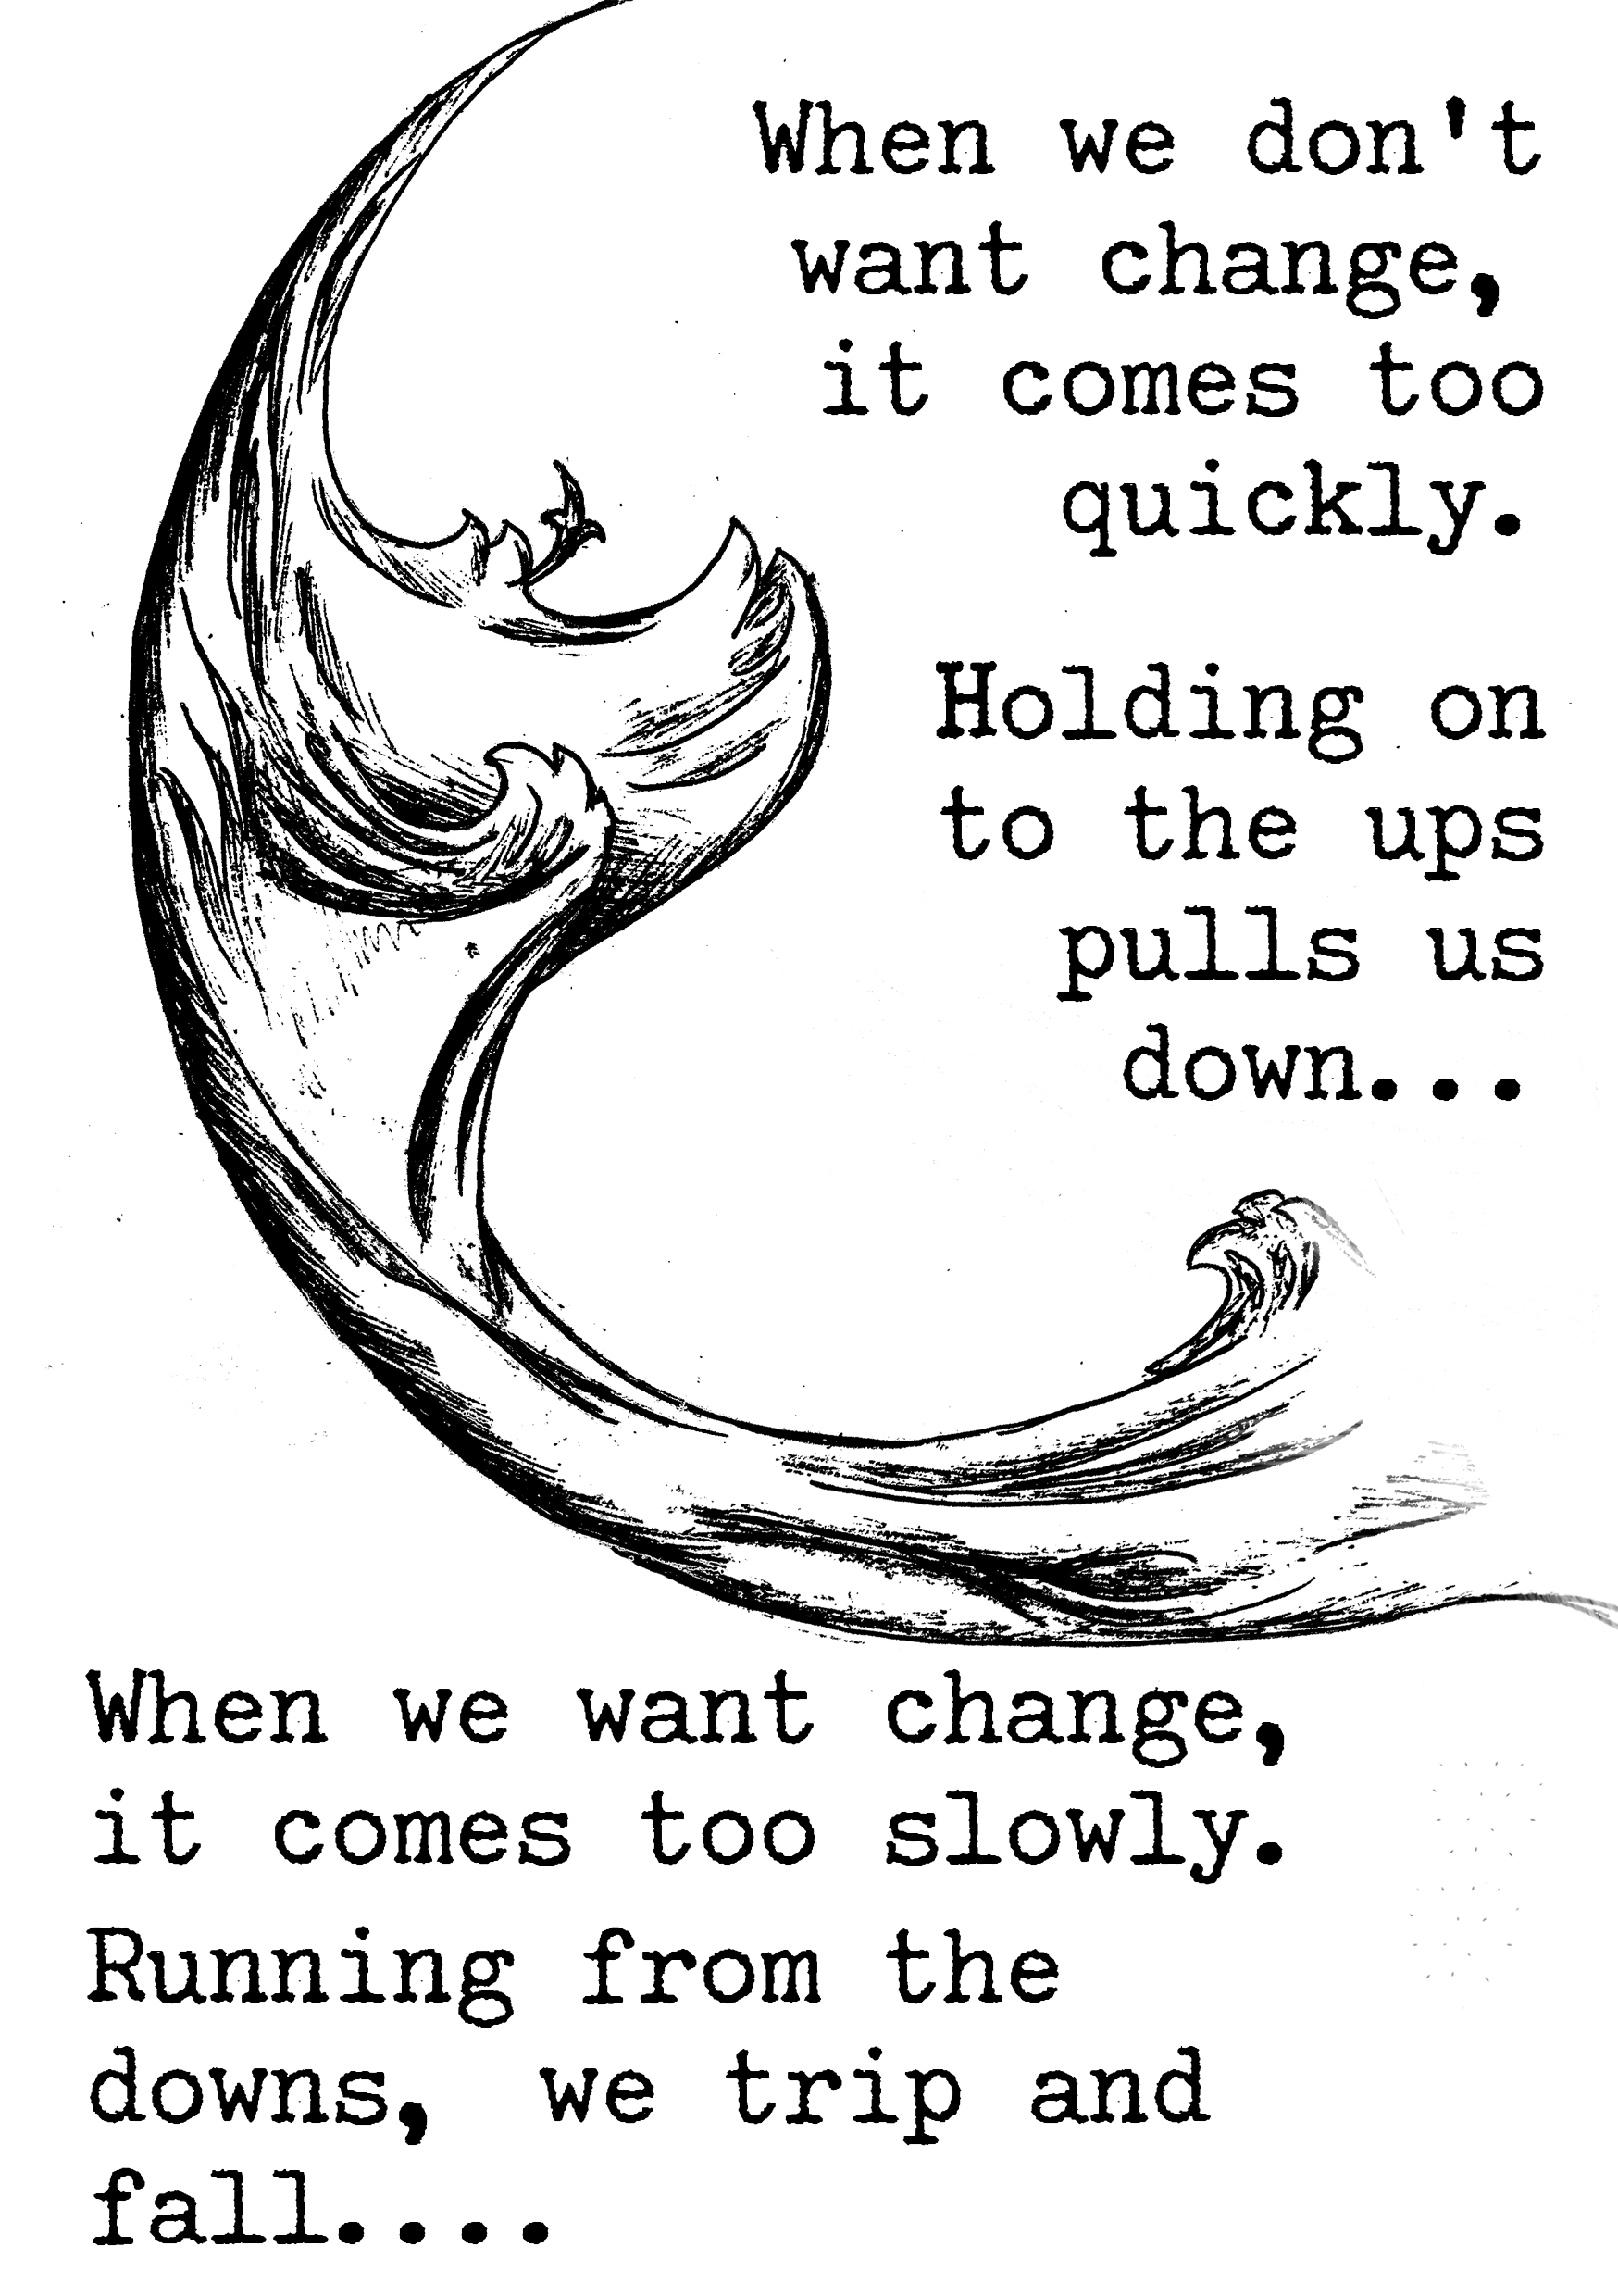 When we don't
want change,
it comes too
quickly.
Holding on
to the ups
pulls us
down...
When we want change,
it comes too slowly.
Running from the
downs, we trip and
fall....